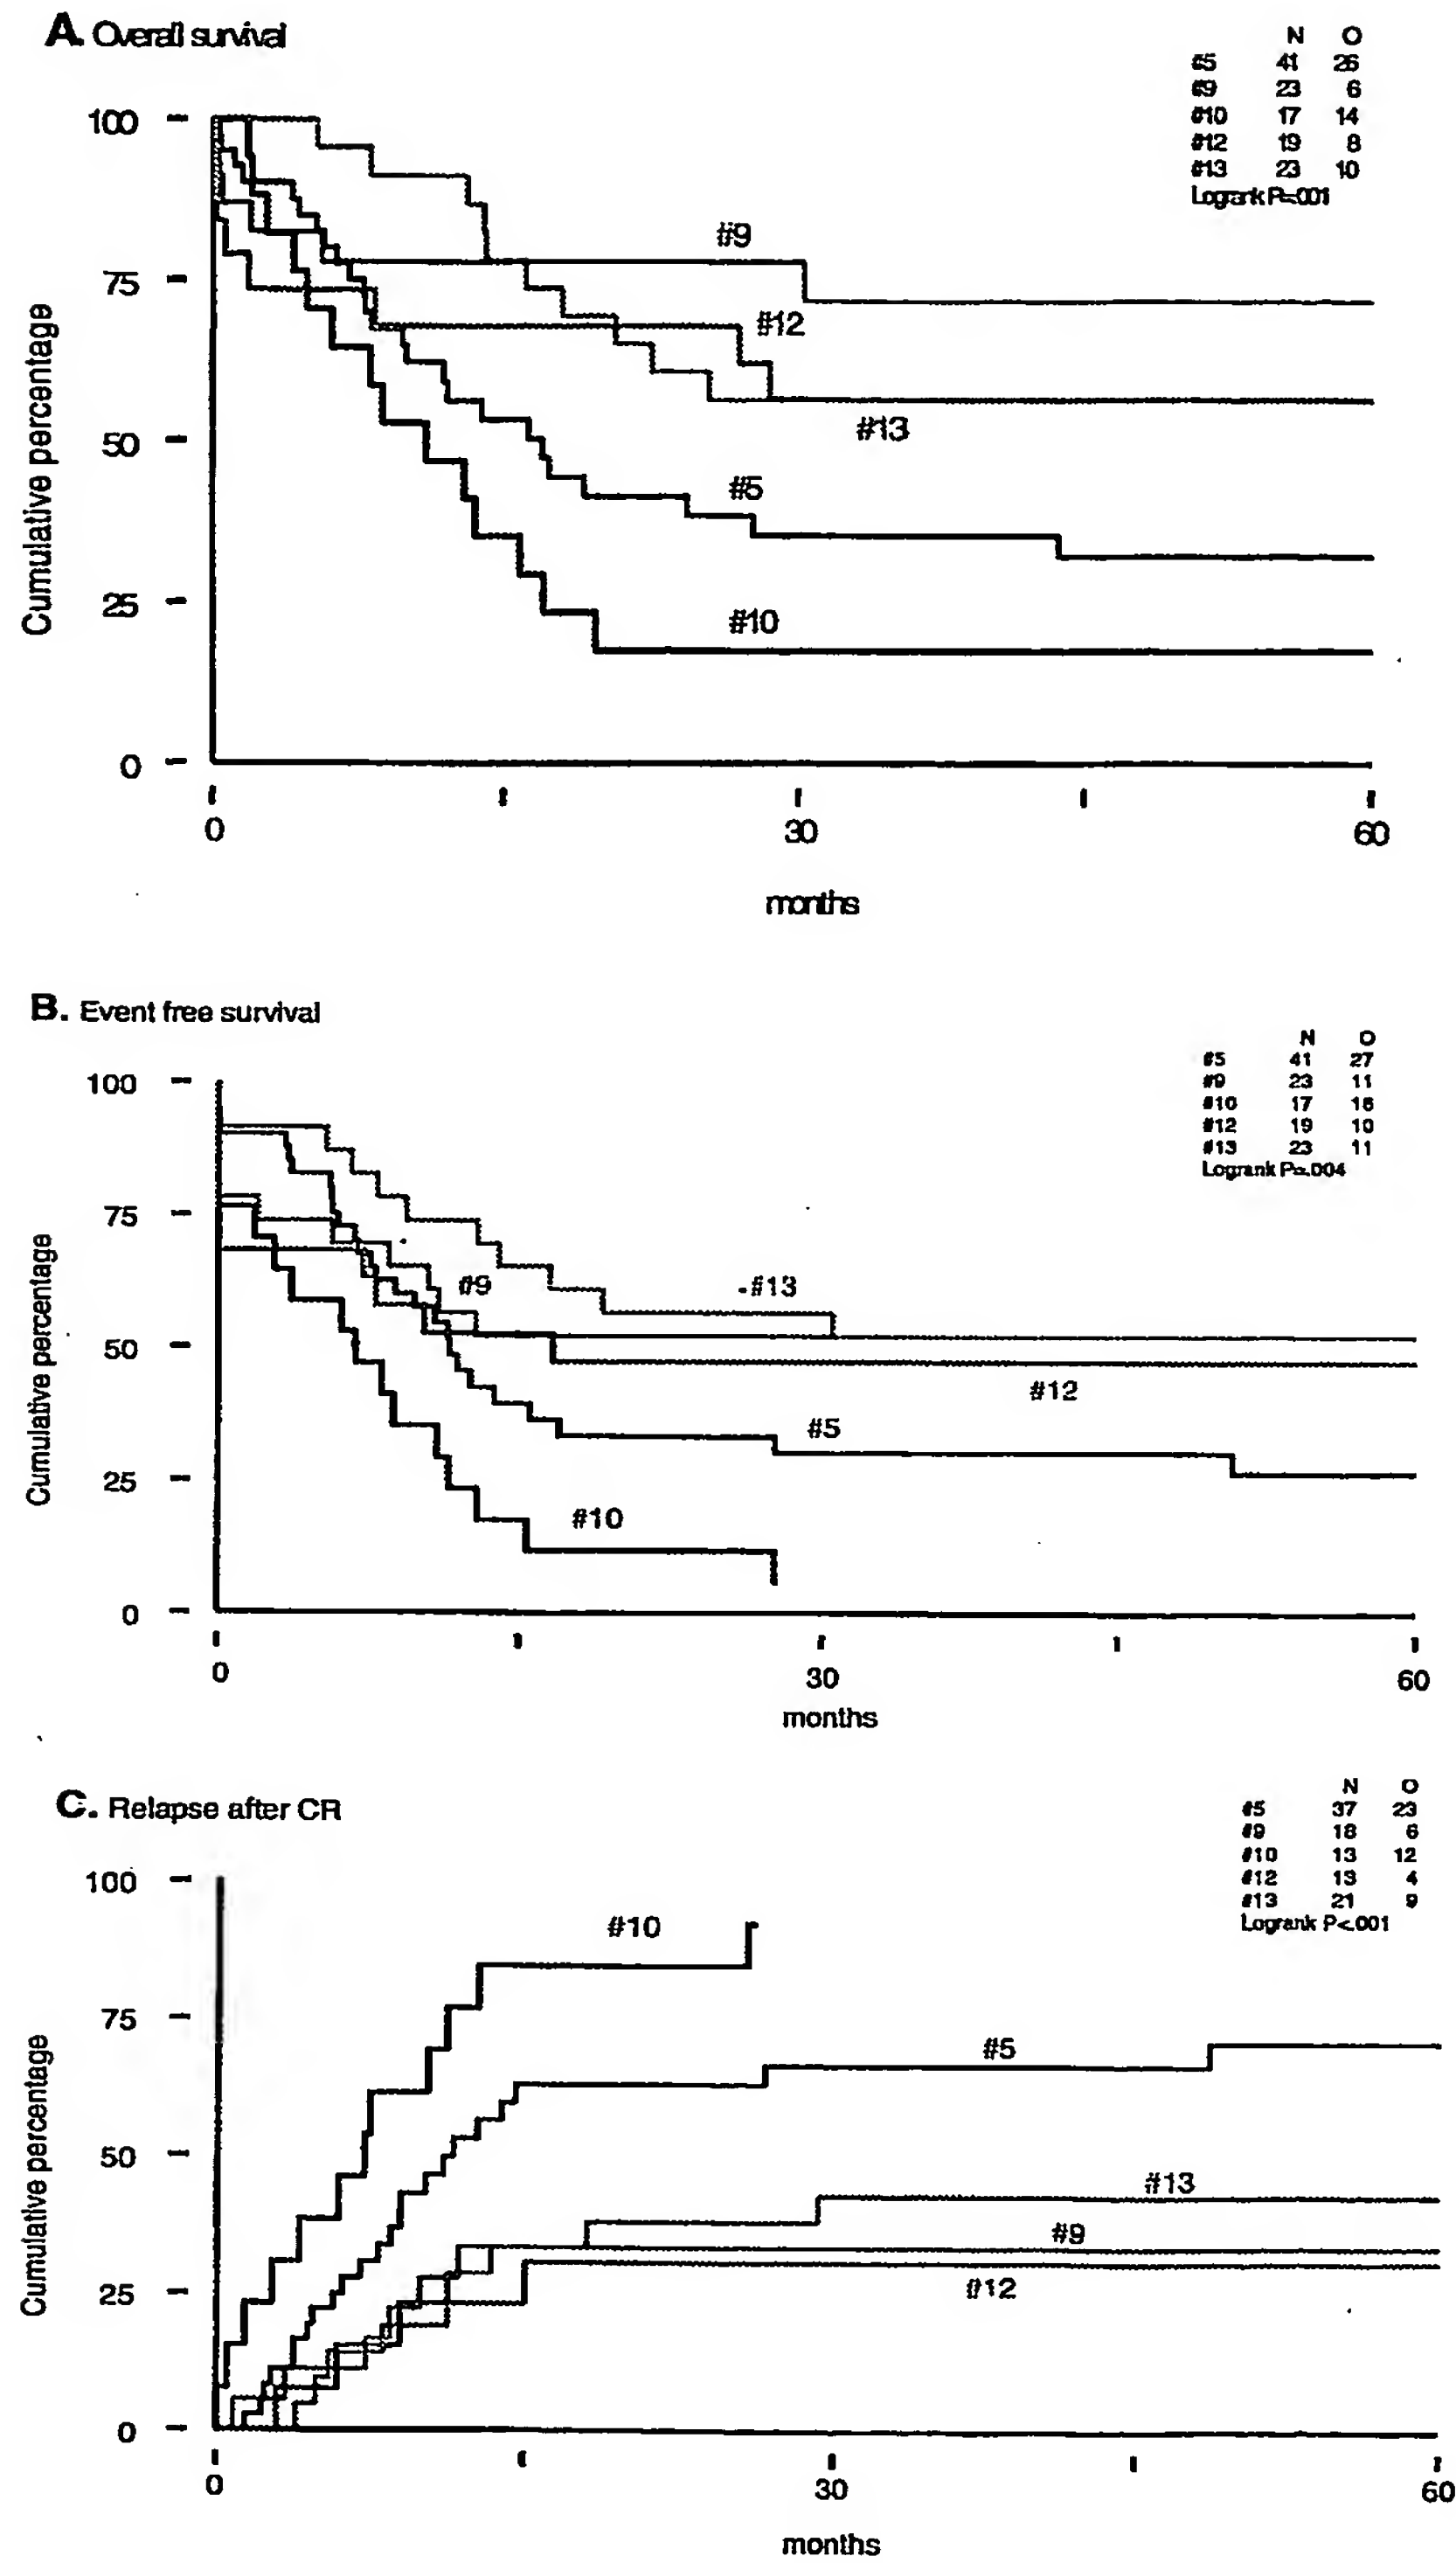 A. Overall survival
N O
#5 41 26
#9 23 6
#10 17 14
#12 19 8
#13 23 10
Logrank P=.001
100
75
50
25
0
Cumulative percentage
#9
#12
#13
#5
#10
0 30 60
months
B. Event free survival
N O
#5 41 27
#9 23 11
#10 17 16
#12 19 10
#13 23 11
Logrank P=.004
100
75
50
25
0
Cumulative percentage
#9
-#13
#12
#5
#10
0 30 60
months
C. Relapse after CR
N O
#5 37 23
#9 18 6
#10 13 12
#12 13 4
#13 21 9
Logrank P<.001
100
75
50
25
0
Cumulative percentage
#10
#5
#13
#9
#12
0 30 60
months